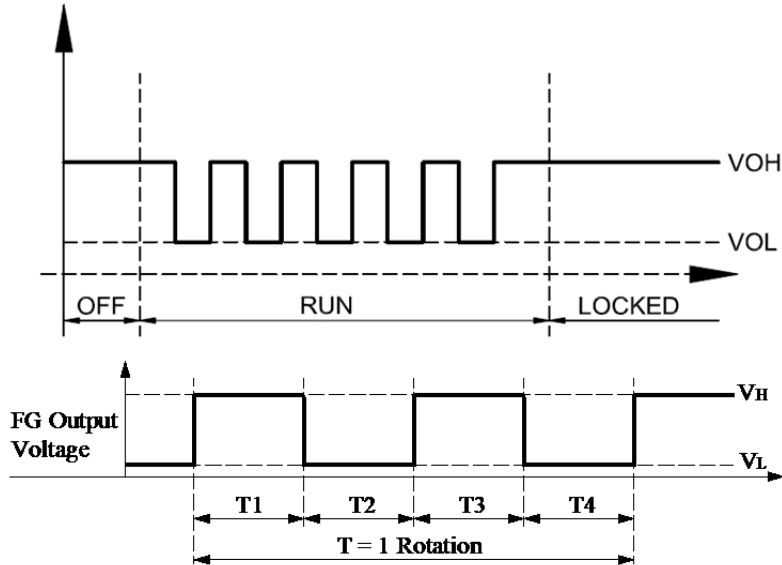 VOH
VOL
OFF RUN LOCKED
FG Output
Voltage
VH
VL
T1 T2 T3 T4
T = 1 Rotation